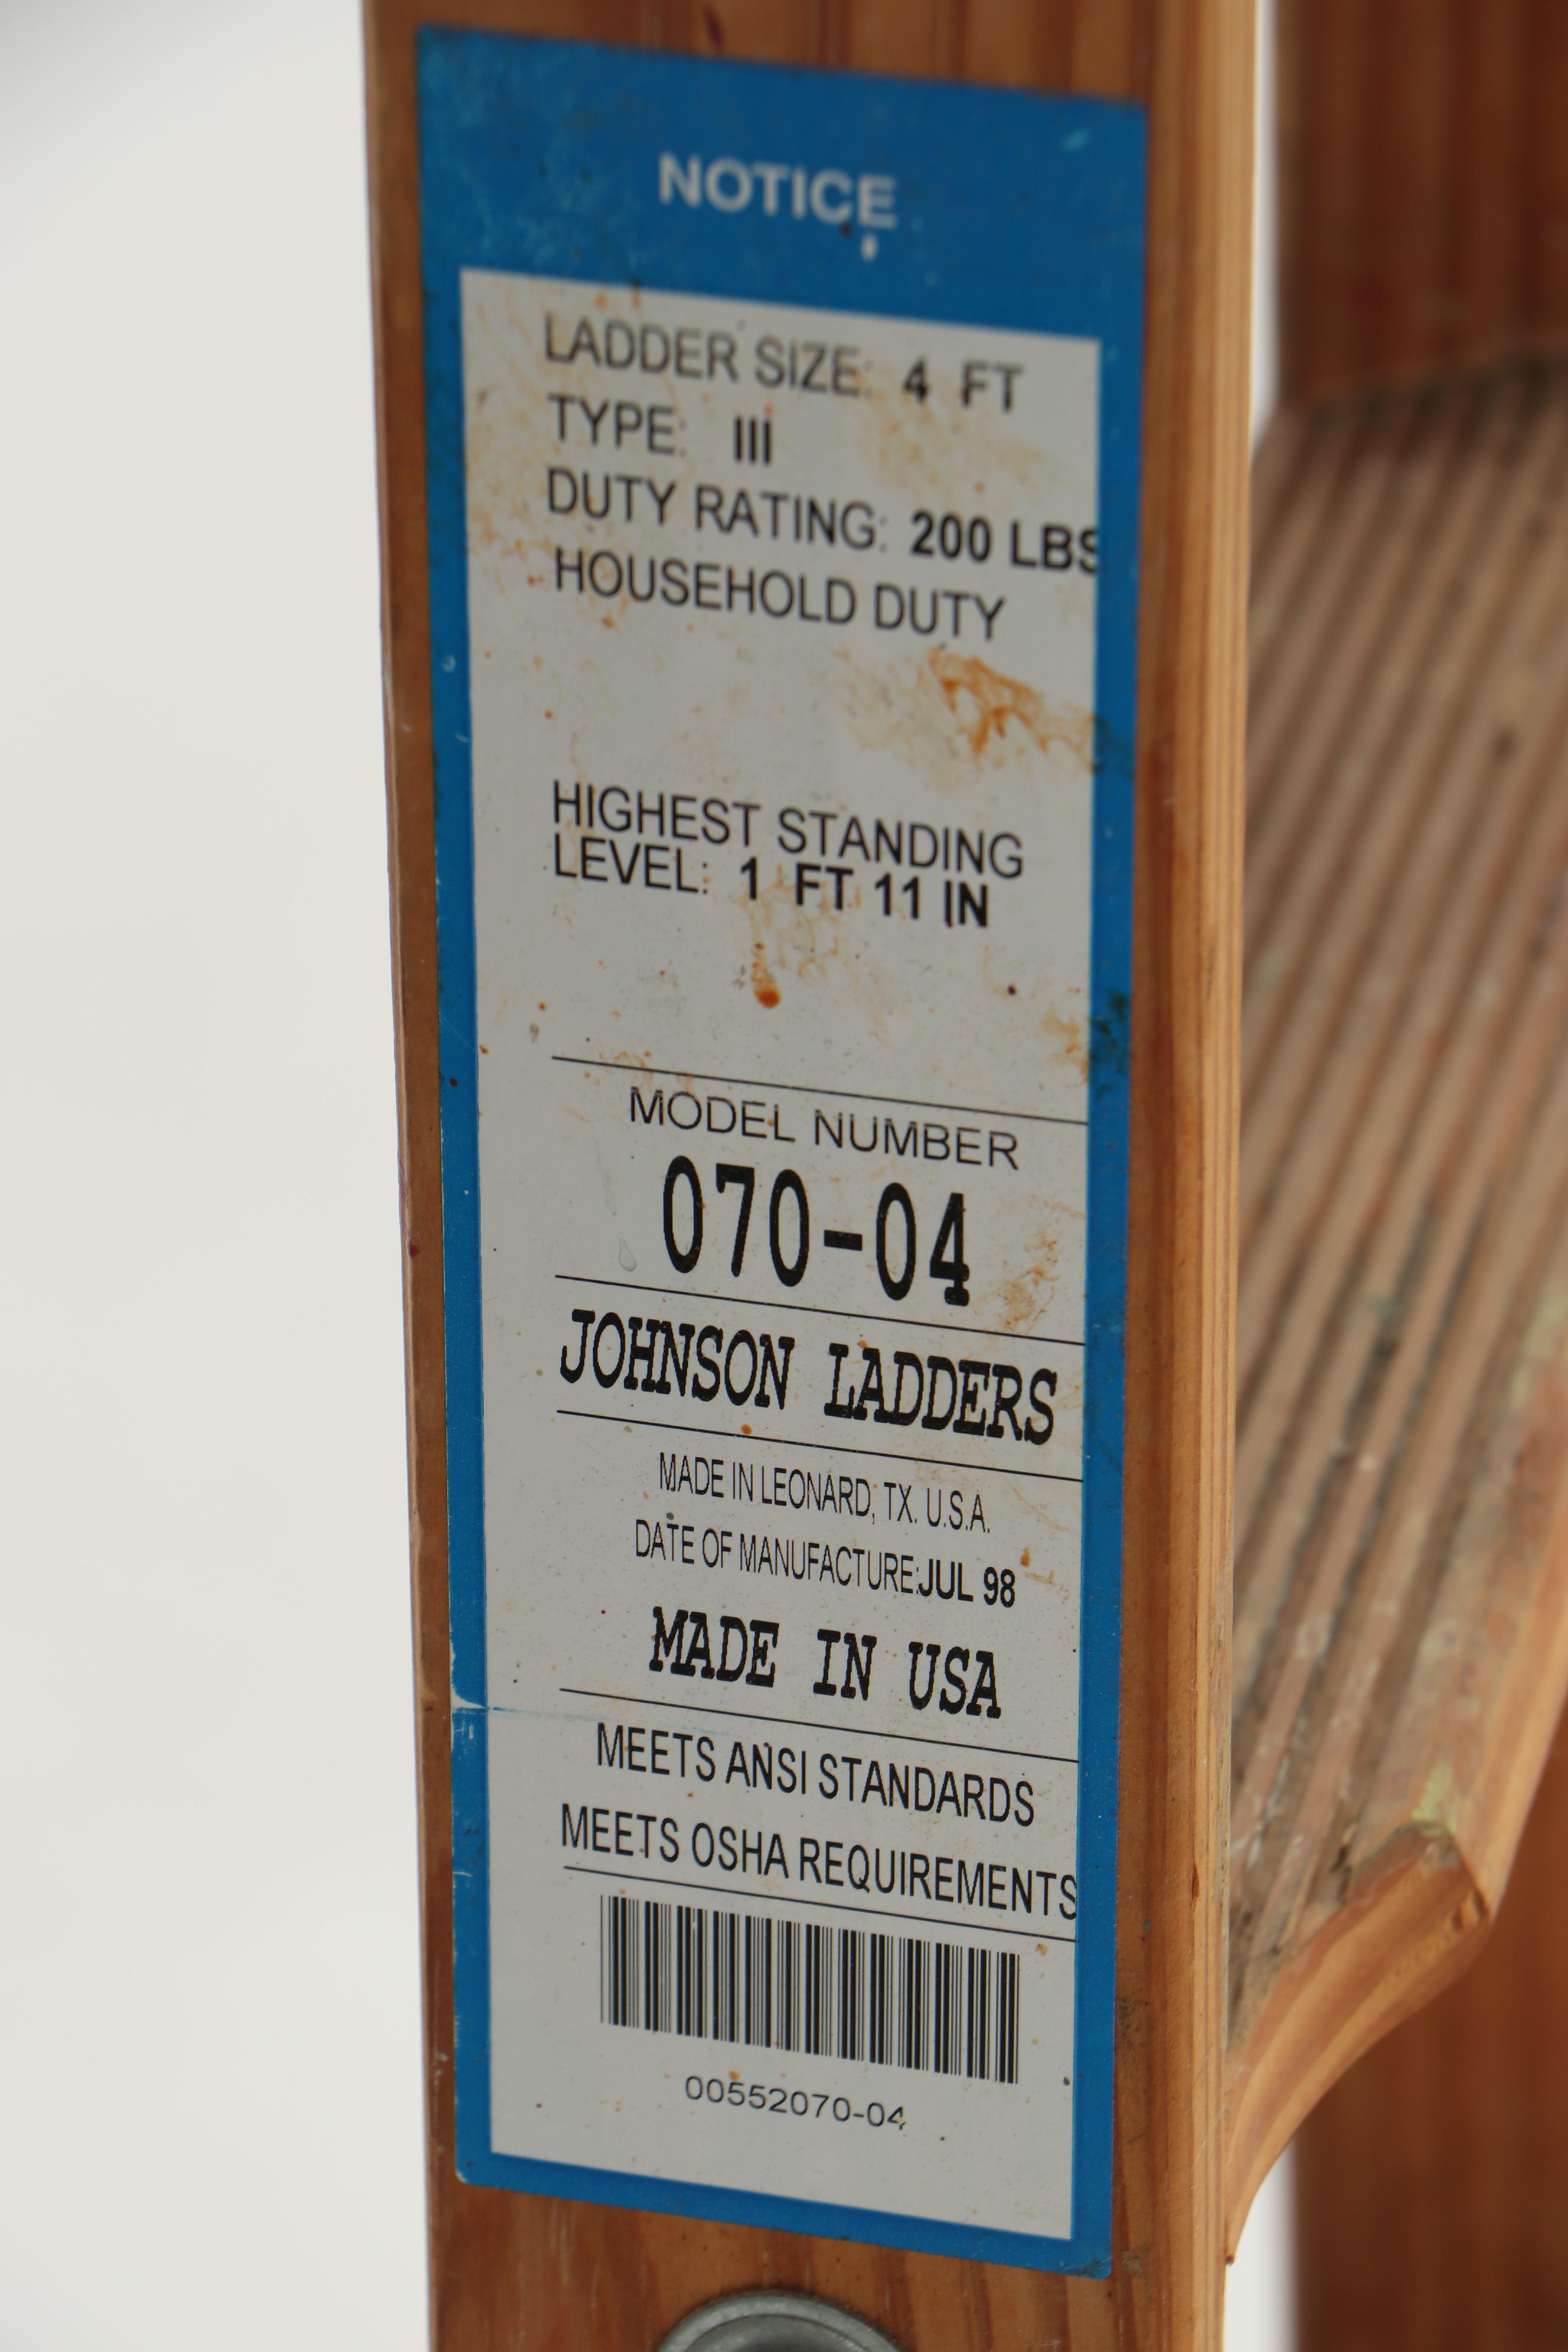 NOTICE
LADDER SIZE: 4 FT
TYPE: III
DUTY RATING: 200 LBS
HOUSEHOLD DUTY
HIGHEST STANDING
LEVEL: 1 FT 11 IN
MODEL NUMBER
070-04
JOHNSON LADDERS
MADE IN LEONARD, TX. U.S.A.
DATE OF MANUFACTURE:JUL 98
MADE IN USA
MEETS ANSI STANDARDS
MEETS OSHA REQUIREMENTS
00552070-04